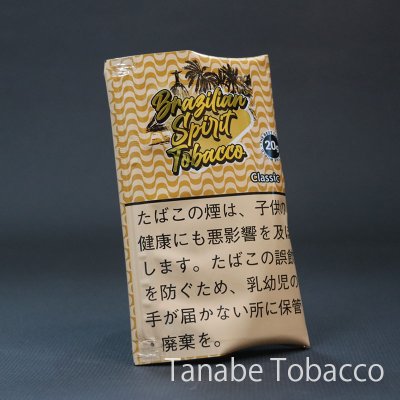 Brazilian
Spirit
Tobacco
20
Classic
たばこの煙は、子供の
健康にも悪影響を及ぼ
します。たばこの誤飲
を防ぐため、乳幼児の
手が届かない所に保管
廃棄を。
Tanabe Tobacco